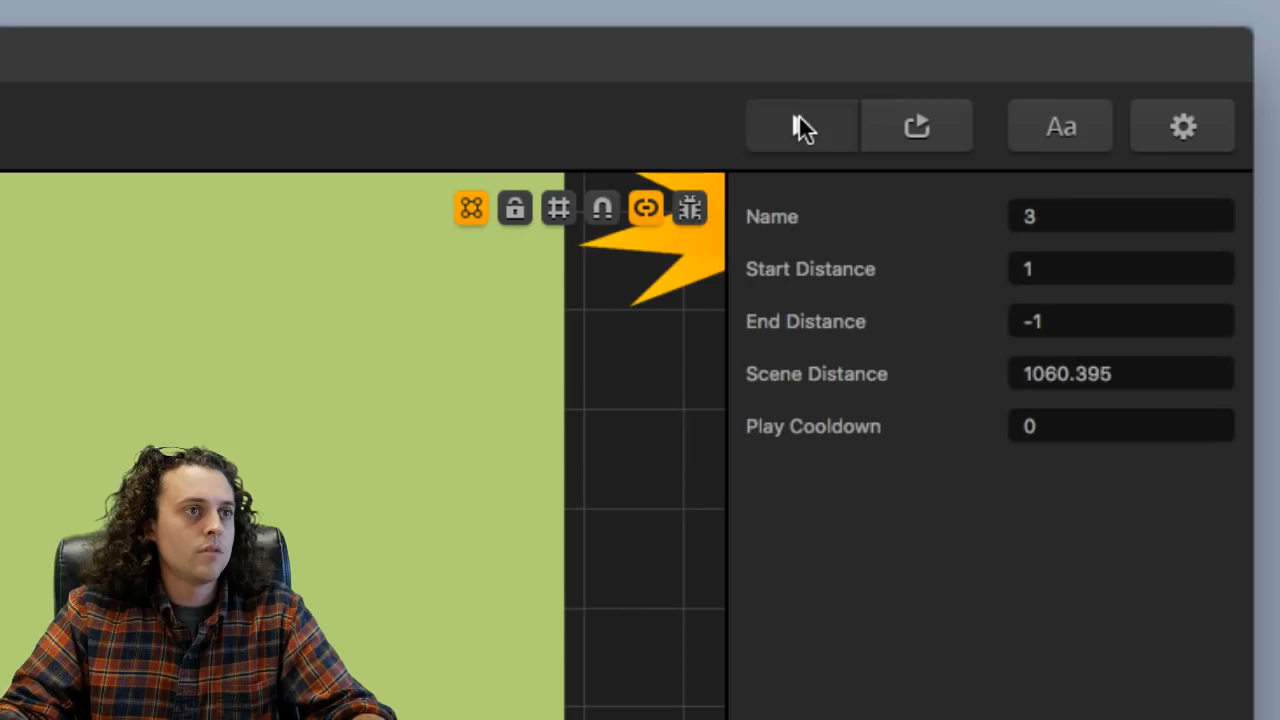 Aa
Name 3
Start Distance 1
End Distance -1
Scene Distance 1060.395
Play Cooldown 0